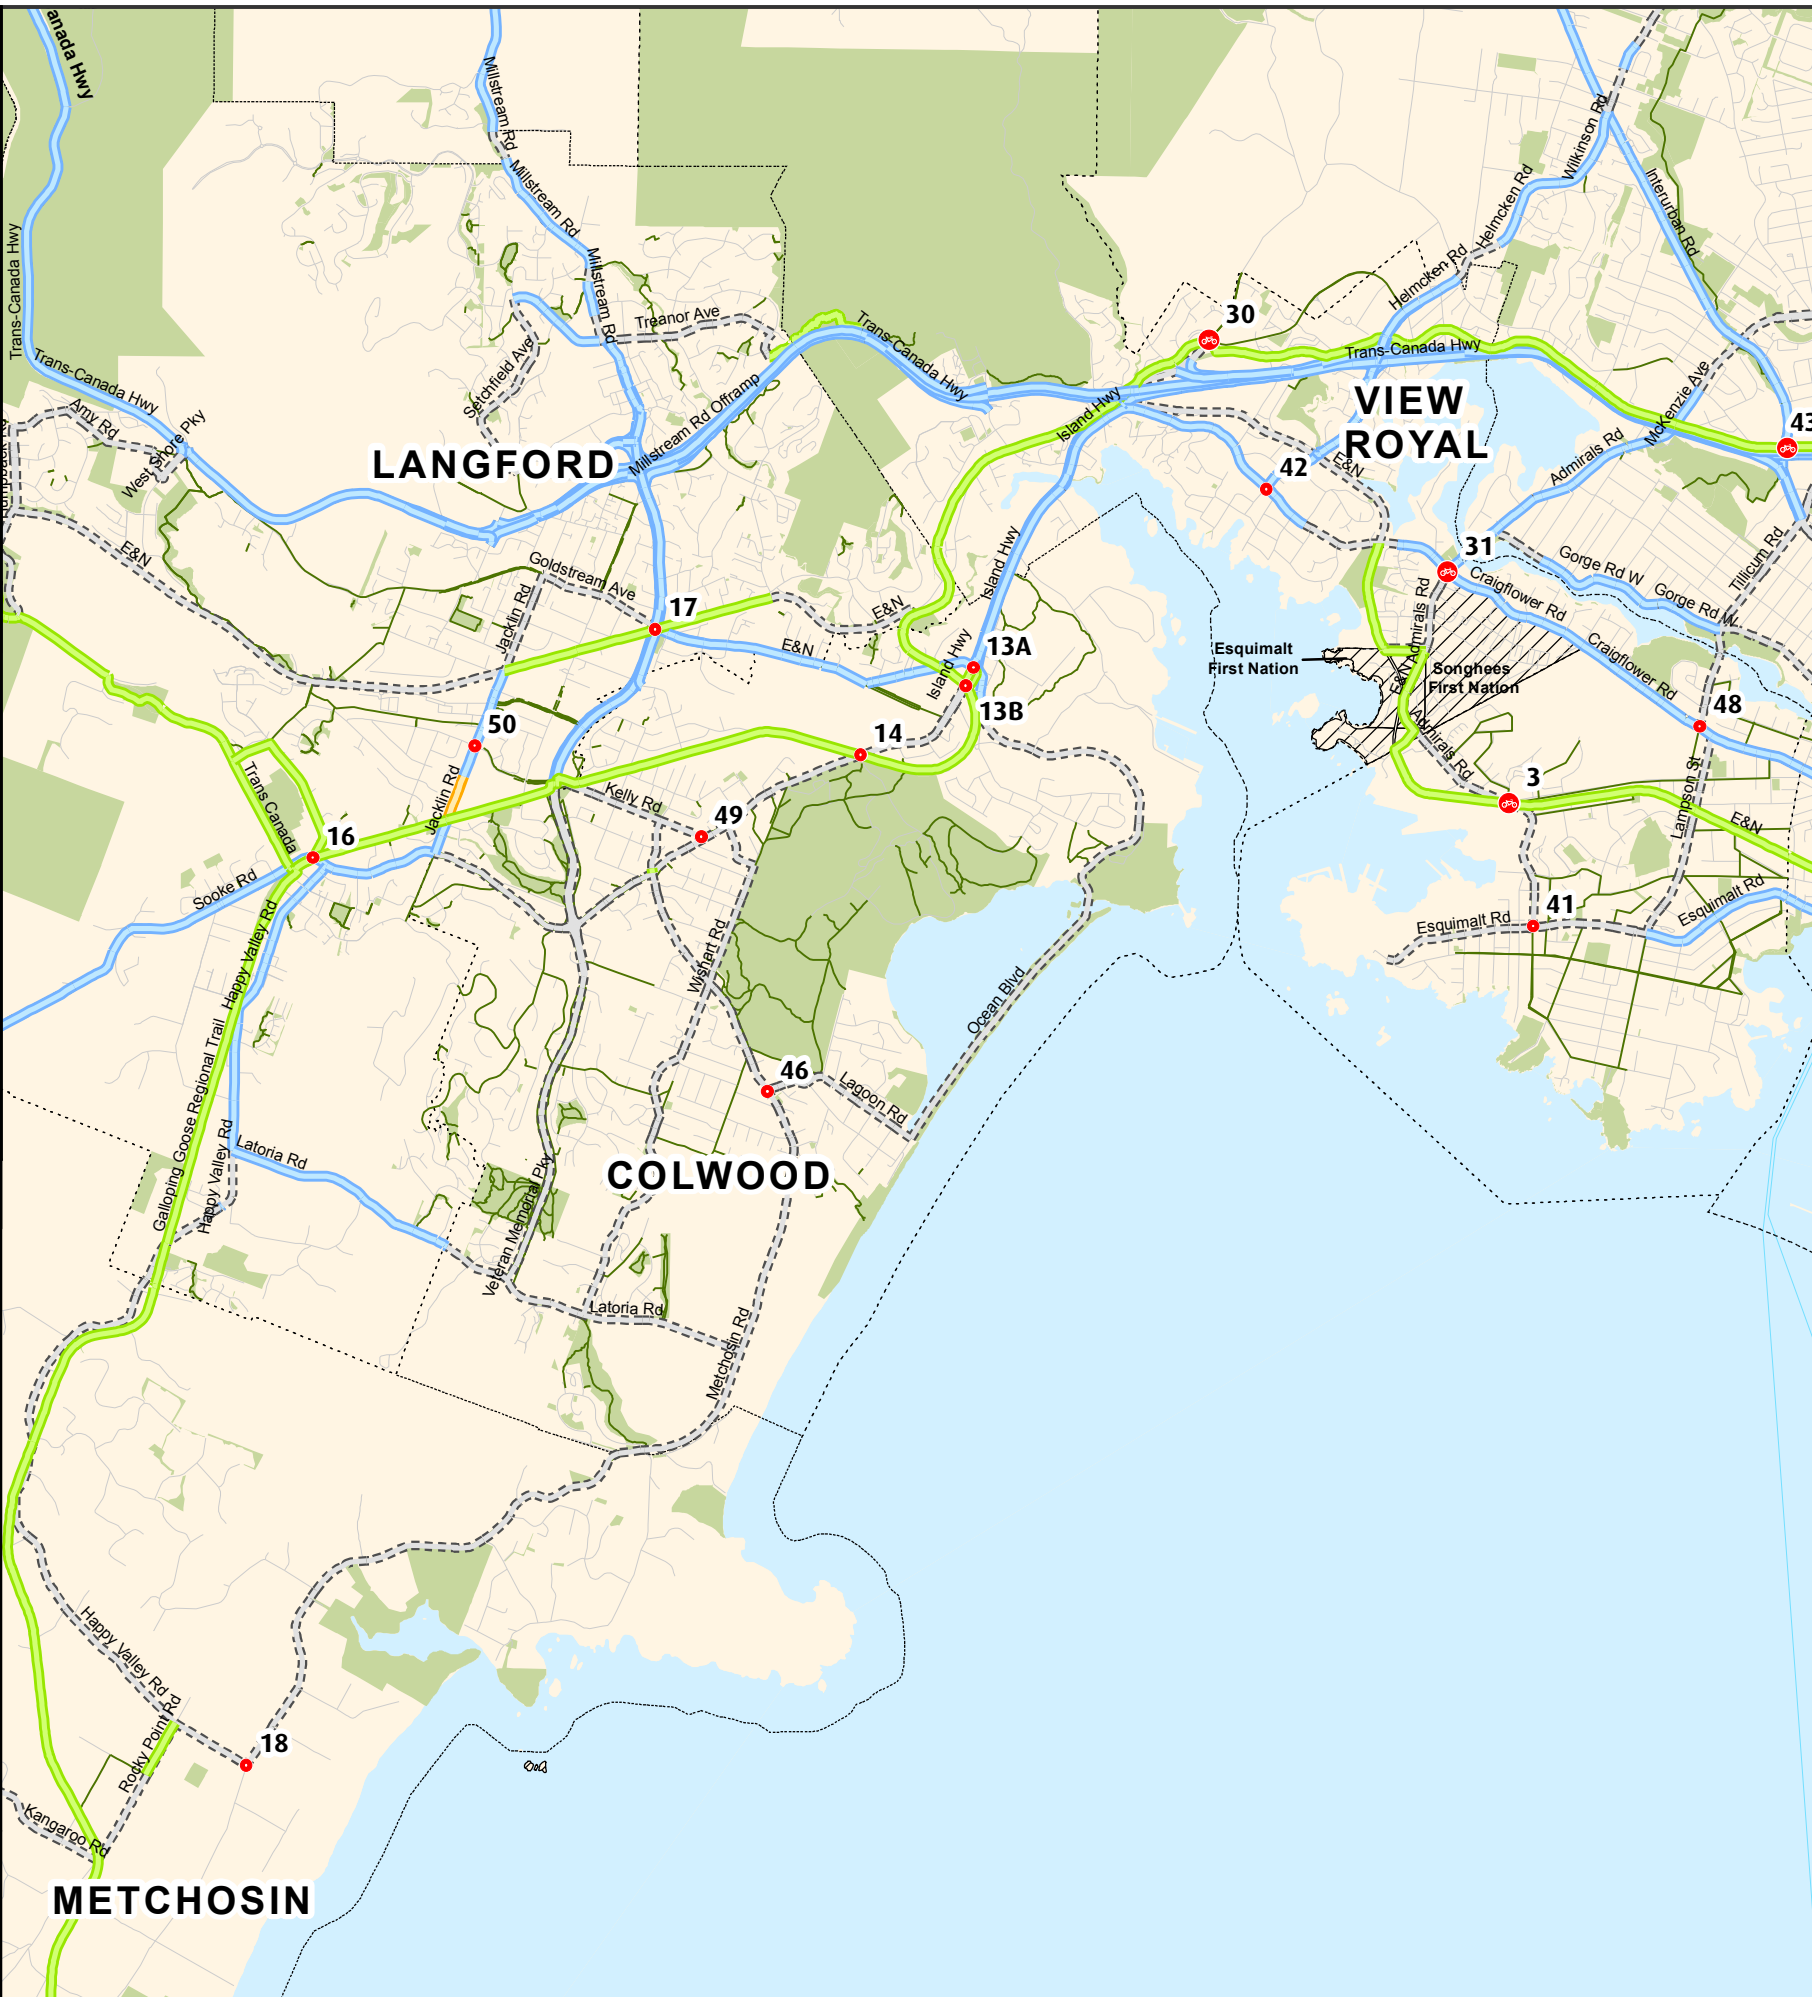 anada Hwy
Millstream Rd
Wilkinson Rd
Millstream Rd
Helmcken Rd
Interurban Rd
Trans-Canada Hwy
Millstream Rd
Helmcken Rd
30
Treanor Ave
Trans-Canada Hwy
Trans-Canada Hwy
Setchfield Ave
Trans-Canada Hwy
McKenzie Ave
VIEW
ROYAL
Amy Rd
West Shore Pky
Millstream Rd Offramp
Island Hwy
43
LANGFORD
E&N
Admirals Rd
42
E&N
Goldstream Ave
Island Hwy
31
Gorge Rd W
Tillicum Rd
Jacklin Rd
17
E&N
Craigflower Rd
Gorge Rd W
E&N
13A
Island Hwy
Admirals Rd
Esquimalt
First Nation
E&N
Songhees
First Nation
Craigflower Rd
13B
48
50
14
Admirals Rd
Trans Canada
Jacklin Rd
Kelly Rd
3
Lampson St
E&N
49
16
Sooke Rd
Happy Valley Rd
Wishart Rd
Esquimalt Rd
41
Esquimalt Rd
Ocean Blvd
Galloping Goose Regional Trail
46
Lagoon Rd
Happy Valley Rd
Latoria Rd
COLWOOD
Veteran Memorial Pky
Latoria Rd
Metchosin Rd
Happy Valley Rd
Rocky Point Rd
18
Kangaroo Rd
METCHOSIN